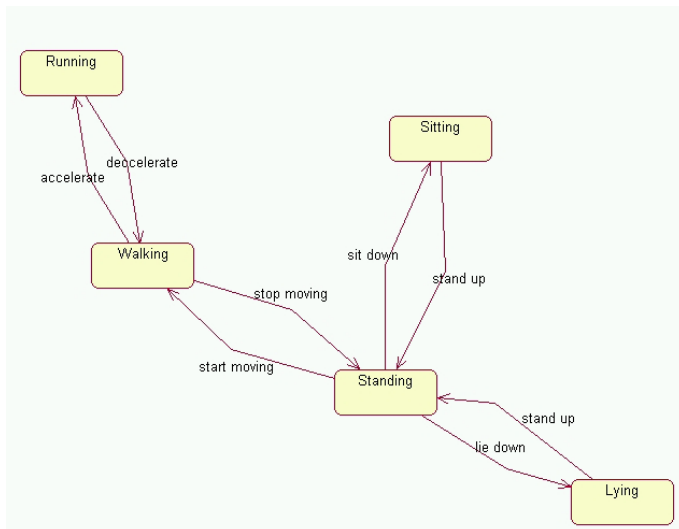 Running
Sitting
deccelerate
accelerate
Walking
sit down
stand up
stop moving
start moving
Standing
stand up
lie down
Lying